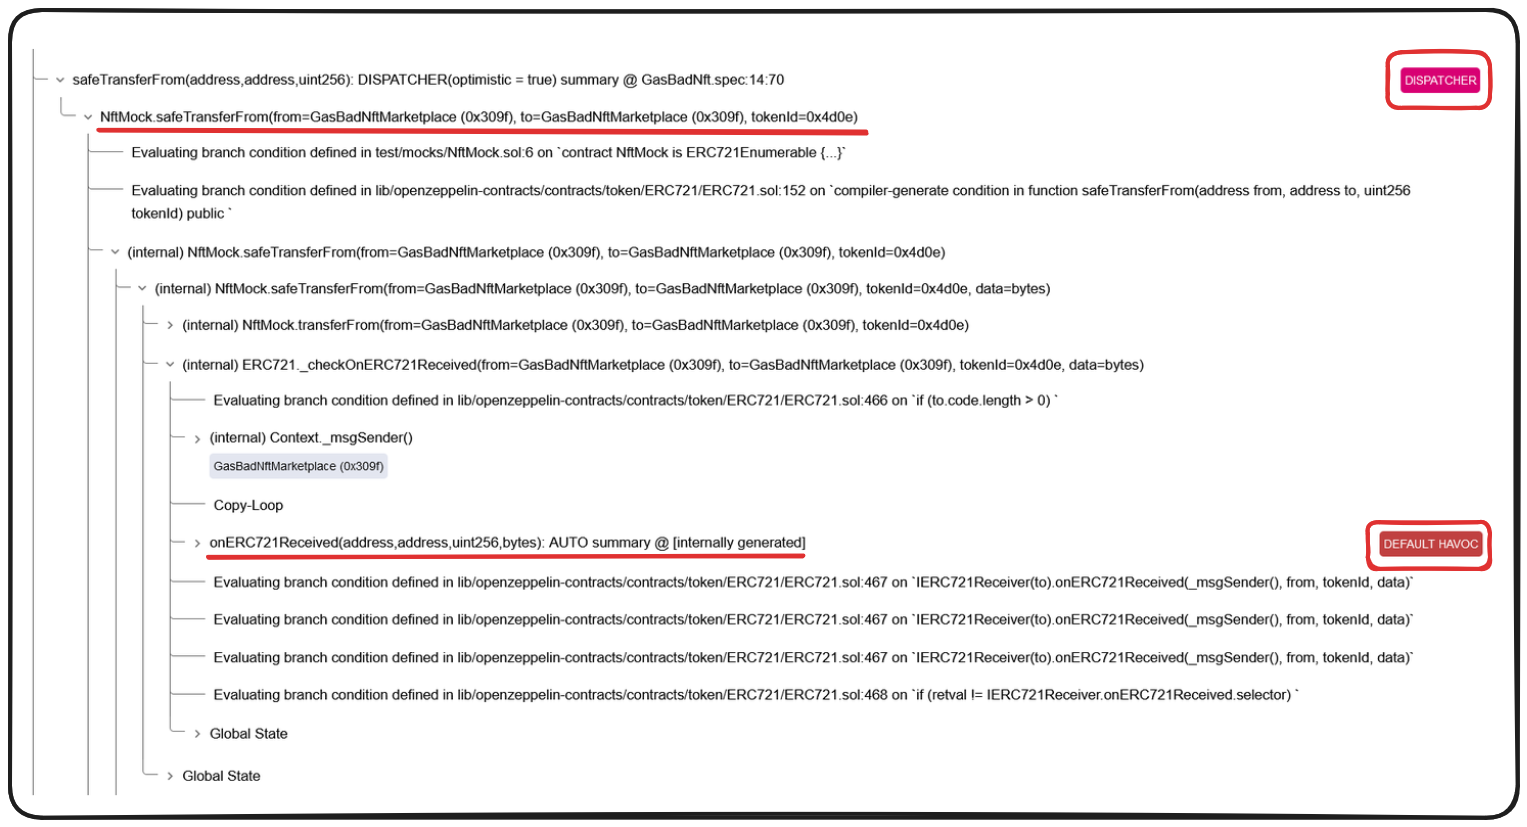 safeTransferFrom(address,address,uint256): DISPATCHER(optimistic = true) summary @ GasBadNft.spec:14:70
DISPATCHER
NftMock.safeTransferFrom(from=GasBadNftMarketplace (0x309f), to=GasBadNftMarketplace (0x309f), tokenId=0x4d0e)
Evaluating branch condition defined in test/mocks/NftMock.sol:6 on `contract NftMock is ERC721Enumerable {...}`
Evaluating branch condition defined in lib/openzeppelin-contracts/contracts/token/ERC721/ERC721.sol:152 on `compiler-generate condition in function safeTransferFrom(address from, address to, uint256
tokenId) public `
(internal) NftMock.safeTransferFrom(from=GasBadNftMarketplace (0x309f), to=GasBadNftMarketplace (0x309f), tokenId=0x4d0e)
(internal) NftMock.safeTransferFrom(from=GasBadNftMarketplace (0x309f), to=GasBadNftMarketplace (0x309f), tokenId=0x4d0e, data=bytes)
(internal) NftMock.transferFrom(from=GasBadNftMarketplace (0x309f), to=GasBadNftMarketplace (0x309f), tokenId=0x4d0e)
(internal) ERC721._checkOnERC721Received(from=GasBadNftMarketplace (0x309f), to=GasBadNftMarketplace (0x309f), tokenId=0x4d0e, data=bytes)
Evaluating branch condition defined in lib/openzeppelin-contracts/contracts/token/ERC721/ERC721.sol:466 on `if (to.code.length > 0) `
(internal) Context._msgSender()
GasBadNftMarketplace (0x309f)
Copy-Loop
onERC721Received(address,address,uint256,bytes): AUTO summary @ [internally generated]
DEFAULT HAVOC
Evaluating branch condition defined in lib/openzeppelin-contracts/contracts/token/ERC721/ERC721.sol:467 on `IERC721Receiver(to).onERC721Received(_msgSender(), from, tokenId, data)`
Evaluating branch condition defined in lib/openzeppelin-contracts/contracts/token/ERC721/ERC721.sol:467 on `IERC721Receiver(to).onERC721Received(_msgSender(), from, tokenId, data)`
Evaluating branch condition defined in lib/openzeppelin-contracts/contracts/token/ERC721/ERC721.sol:467 on `IERC721Receiver(to).onERC721Received(_msgSender(), from, tokenId, data)`
Evaluating branch condition defined in lib/openzeppelin-contracts/contracts/token/ERC721/ERC721.sol:468 on `if (retval != IERC721Receiver.onERC721Received.selector) `
Global State
Global State